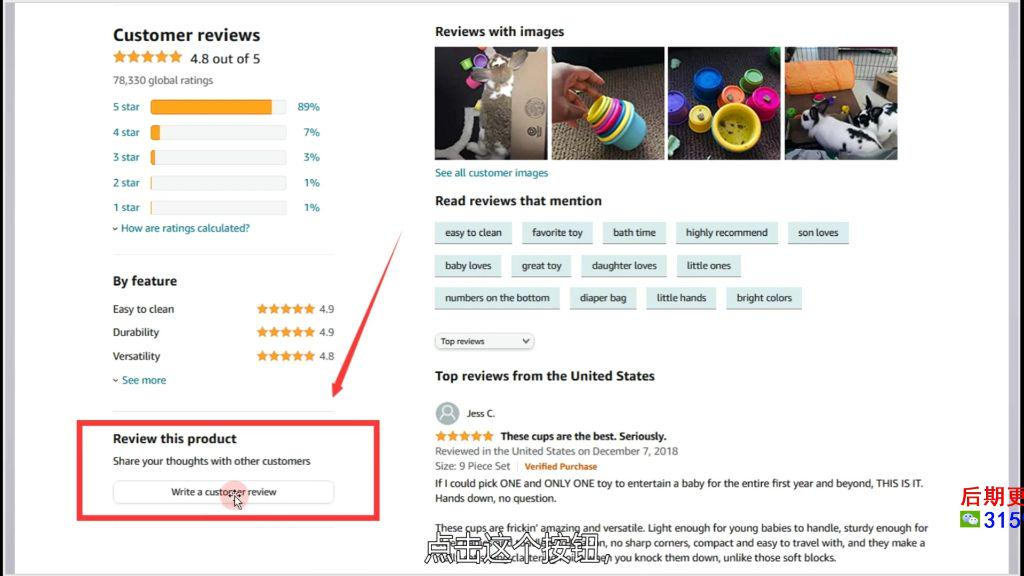 Customer reviews
4.8 out of 5
78,330 global ratings
5 star 89%
4 star 7%
3 star 3%
2 star 1%
1 star 1%
How are ratings calculated?
By feature
Easy to clean 4.9
Durability 4.9
Versatility 4.8
See more
Review this product
Share your thoughts with other customers
Write a customer review
Reviews with images
See all customer images
Read reviews that mention
easy to clean favorite toy bath time highly recommend son loves
baby loves great toy daughter loves little ones
numbers on the bottom diaper bag little hands bright colors
Top reviews
Top reviews from the United States
Jess C.
These cups are the best. Seriously.
Reviewed in the United States on December 7, 2018
Size: 9 Piece Set Verified Purchase
If I could pick ONE and ONLY ONE toy to entertain a baby for the entire first year and beyond, THIS IS IT.
Hands down, no question.
These cups are frickin' amazing and versatile. Light enough for young babies to handle, sturdy enough for
no sharp corners, compact and easy to travel with, and they make a
when you knock them down, unlike those soft blocks.
点击这个按钮,
后期更
315